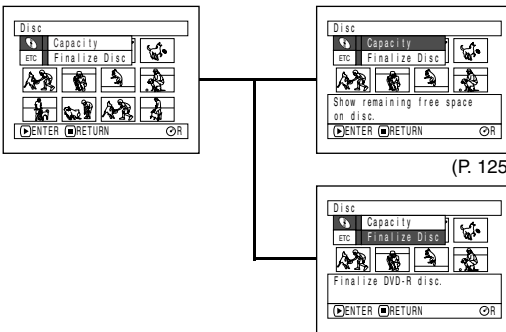 Disc
Capacity
ETC Finalize Disc
ENTER RETURN R
Disc
Capacity
ETC Finalize Disc
Show remaining free space
on disc.
ENTER RETURN R
(P. 125
Disc
Capacity
ETC Finalize Disc
Finalize DVD-R disc.
ENTER RETURN R